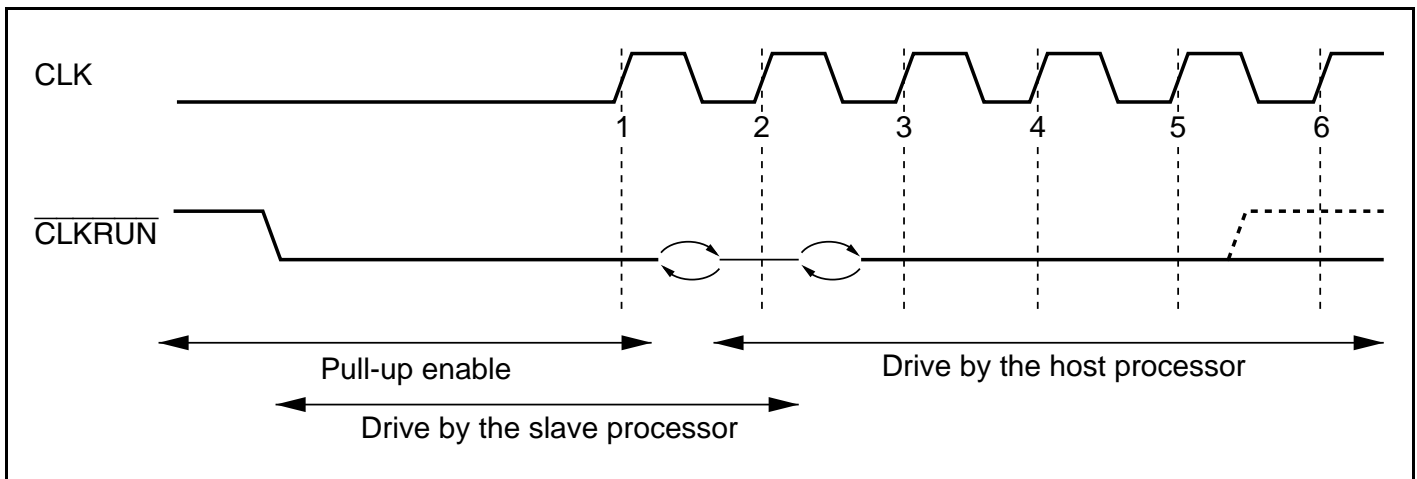 CLK
1 2 3 4 5 6
CLKRUN
Pull-up enable
Drive by the host processor
Drive by the slave processor